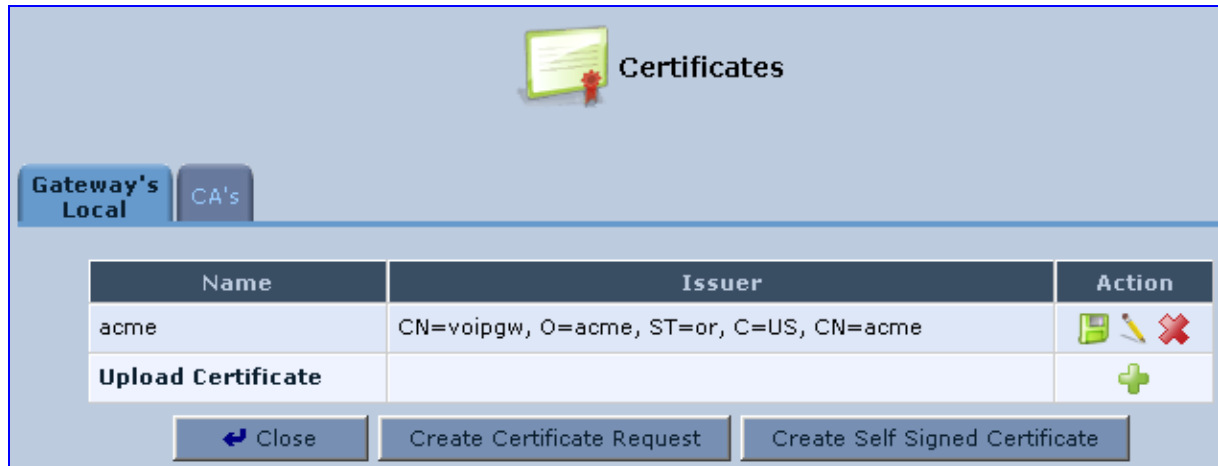 Certificates
Gateway's
Local
CA's
Name Issuer Action
acme CN=voipgw, O=acme, ST=or, C=US, CN=acme
Upload Certificate
Close Create Certificate Request Create Self Signed Certificate